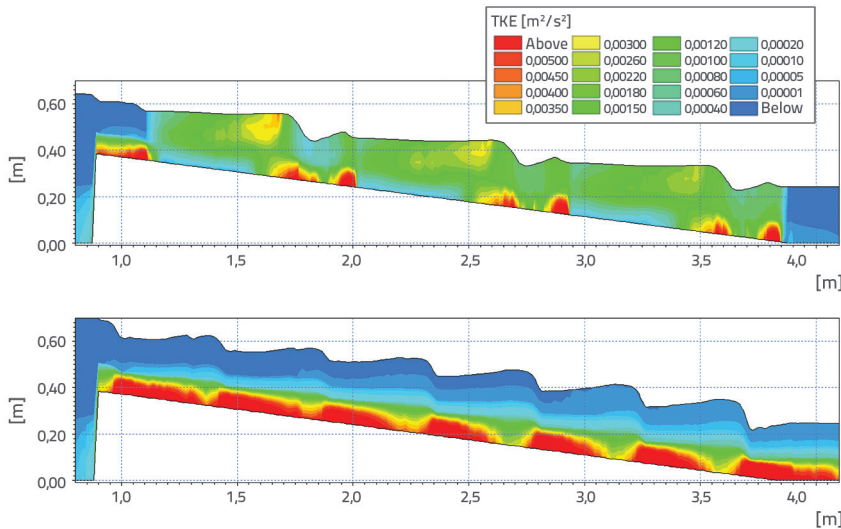 TKE [m²/s²]
Above 0,00300 0,00120 0,00020
0,00500 0,00260 0,00100 0,00010
0,00450 0,00220 0,00080 0,00005
0,00400 0,00180 0,00060 0,00001
0,00350 0,00150 0,00040 Below
0,60
0,40
[m]
0,20
0,00
1,0 1,5 2,0 2,5 3,0 3,5 4,0
[m]
0,60
0,40
[m]
0,20
0,00
1,0 1,5 2,0 2,5 3,0 3,5 4,0
[m]